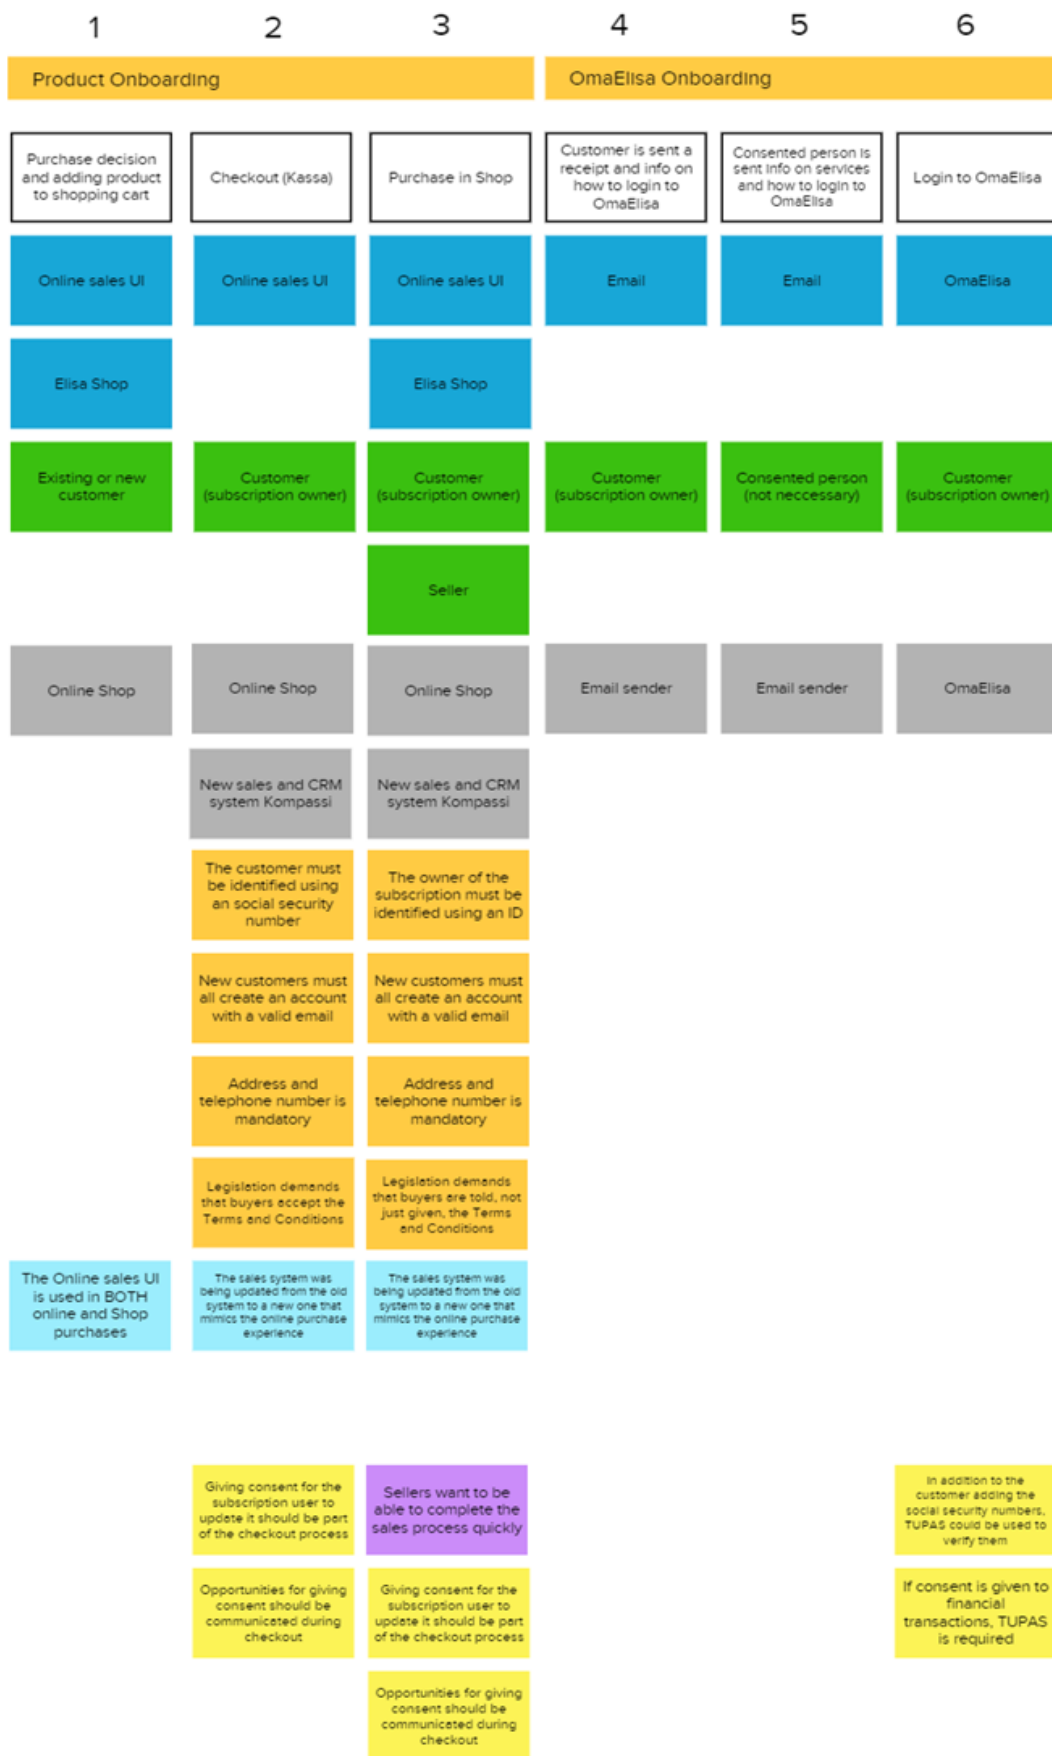 1 2 3 4 5 6
Product Onboarding OmaElisa Onboarding
Purchase decision
and adding product
to shopping cart
Checkout (Kassa)
Purchase in Shop
Customer is sent a
receipt and info on
how to login to
OmaElisa
Consented person is
sent info on services
and how to login to
OmaElisa
Login to OmaElisa
Online sales UI
Online sales UI
Online sales UI
Email
Email
OmaElisa
Elisa Shop
Elisa Shop
Existing or new
customer
Customer
(subscription owner)
Customer
(subscription owner)
Customer
(subscription owner)
Consented person
(not neccessary)
Customer
(subscription owner)
Seller
Online Shop
Online Shop
Online Shop
Email sender
Email sender
OmaElisa
New sales and CRM
system Kompassi
New sales and CRM
system Kompassi
The customer must
be identified using
an social security
number
The owner of the
subscription must be
identified using an ID
New customers must
all create an account
with a valid email
New customers must
all create an account
with a valid email
Address and
telephone number is
mandatory
Address and
telephone number is
mandatory
Legislation demands
that buyers accept the
Terms and Conditions
Legislation demands
that buyers are told, not
just given, the Terms
and Conditions
The Online sales UI
is used in BOTH
online and Shop
purchases
The sales system was
being updated from the old
system to a new one that
mimics the online purchase
experience
The sales system was
being updated from the old
system to a new one that
mimics the online purchase
experience
Giving consent for the
subscription user to
update it should be part
of the checkout process
Sellers want to be
able to complete the
sales process quickly
In addition to the
customer adding the
social security numbers,
TUPAS could be used to
verify them
Opportunities for giving
consent should be
communicated during
checkout
Giving consent for the
subscription user to
update it should be part
of the checkout process
If consent is given to
financial
transactions, TUPAS
is required
Opportunities for giving
consent should be
communicated during
checkout